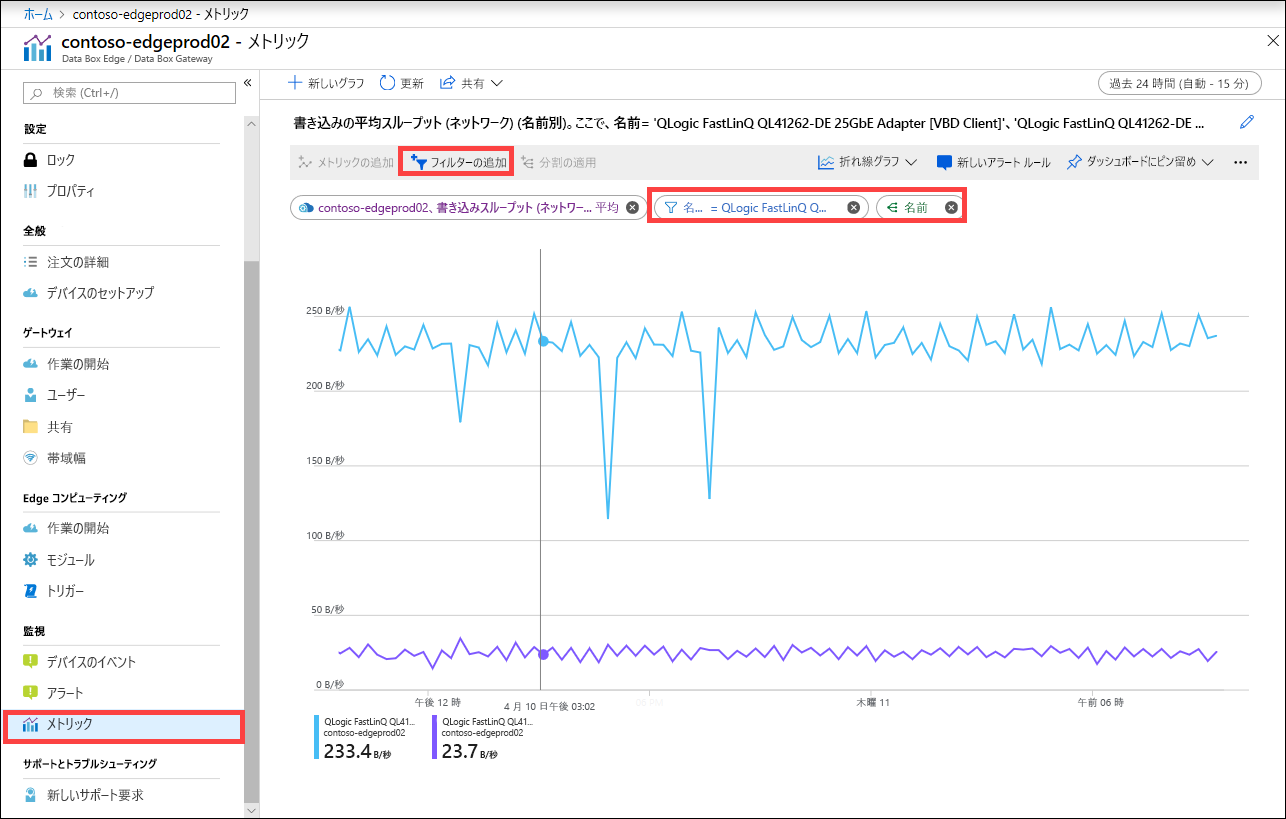 ホーム > contoso-edgeprod02 - メトリック
contoso-edgeprod02 - メトリック
Data Box Edge / Data Box Gateway
検索 (Ctrl+/)
設定
ロック
プロパティ
全般
注文の詳細
デバイスのセットアップ
ゲートウェイ
作業の開始
ユーザー
共有
帯域幅
Edge コンピューティング
作業の開始
モジュール
トリガー
監視
デバイスのイベント
アラート
メトリック
サポートとトラブルシューティング
新しいサポート要求
新しいグラフ 更新 共有
過去 24 時間 (自動 - 15 分)
書き込みの平均スループット (ネットワーク) (名前別)。ここで、名前= 'QLogic FastLinQ QL41262-DE 25GbE Adapter [VBD Client]'、'QLogic FastLinQ QL41262-DE ...
メトリックの追加 フィルターの追加 分割の適用 折れ線グラフ 新しいアラート ルール ダッシュボードにピン留め ...
contoso-edgeprod02、書き込みスループット (ネットワー... 平均 名... = QLogic FastLinQ Q... 名前
250 B/秒
200 B/秒
150 B/秒
100 B/秒
50 B/秒
0 B/秒
午後 12 時 4 月 10 日午後 03:02 06 PM 木曜 11 午前 06 時
QLogic FastLinQ QL41...
contoso-edgeprod02
233.4 B/秒
QLogic FastLinQ QL41...
contoso-edgeprod02
23.7 B/秒